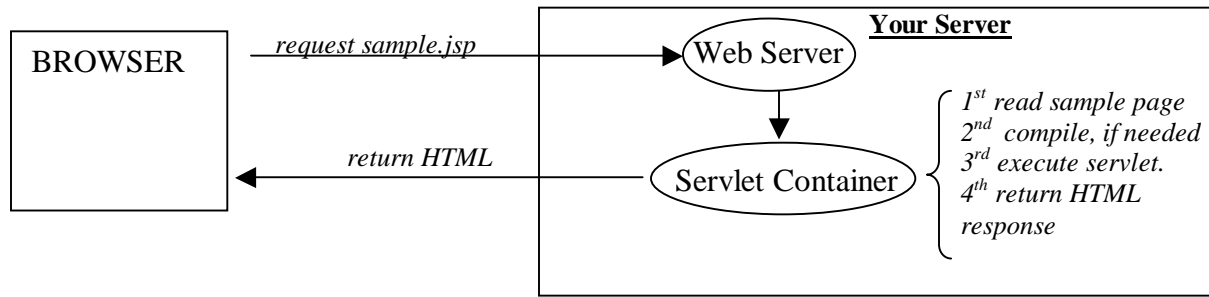 Your Server
BROWSER
request sample.jsp
Web Server
1st read sample page
2nd compile, if needed
3rd execute servlet.
4th return HTML
response
return HTML
Servlet Container